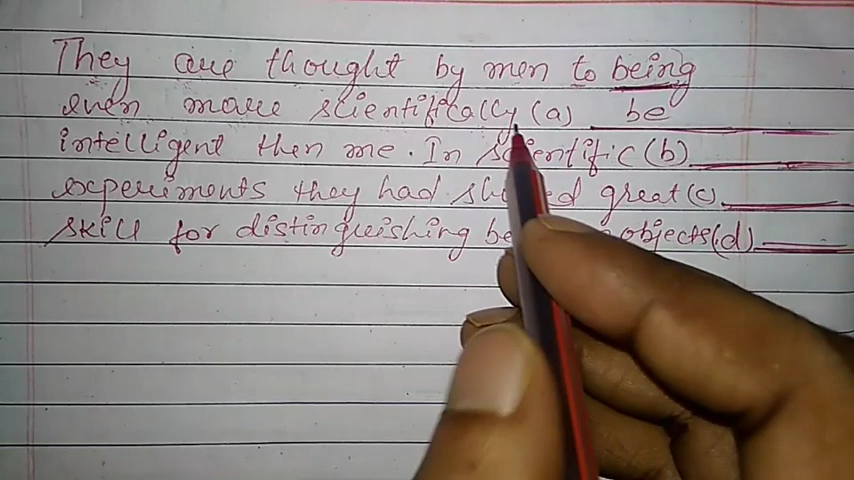 They are thought by men to being
even more scientifically (a) be
intelligent then me. In scientific (b)
experiments they had great (c)
skill for distinguishing objects (d)